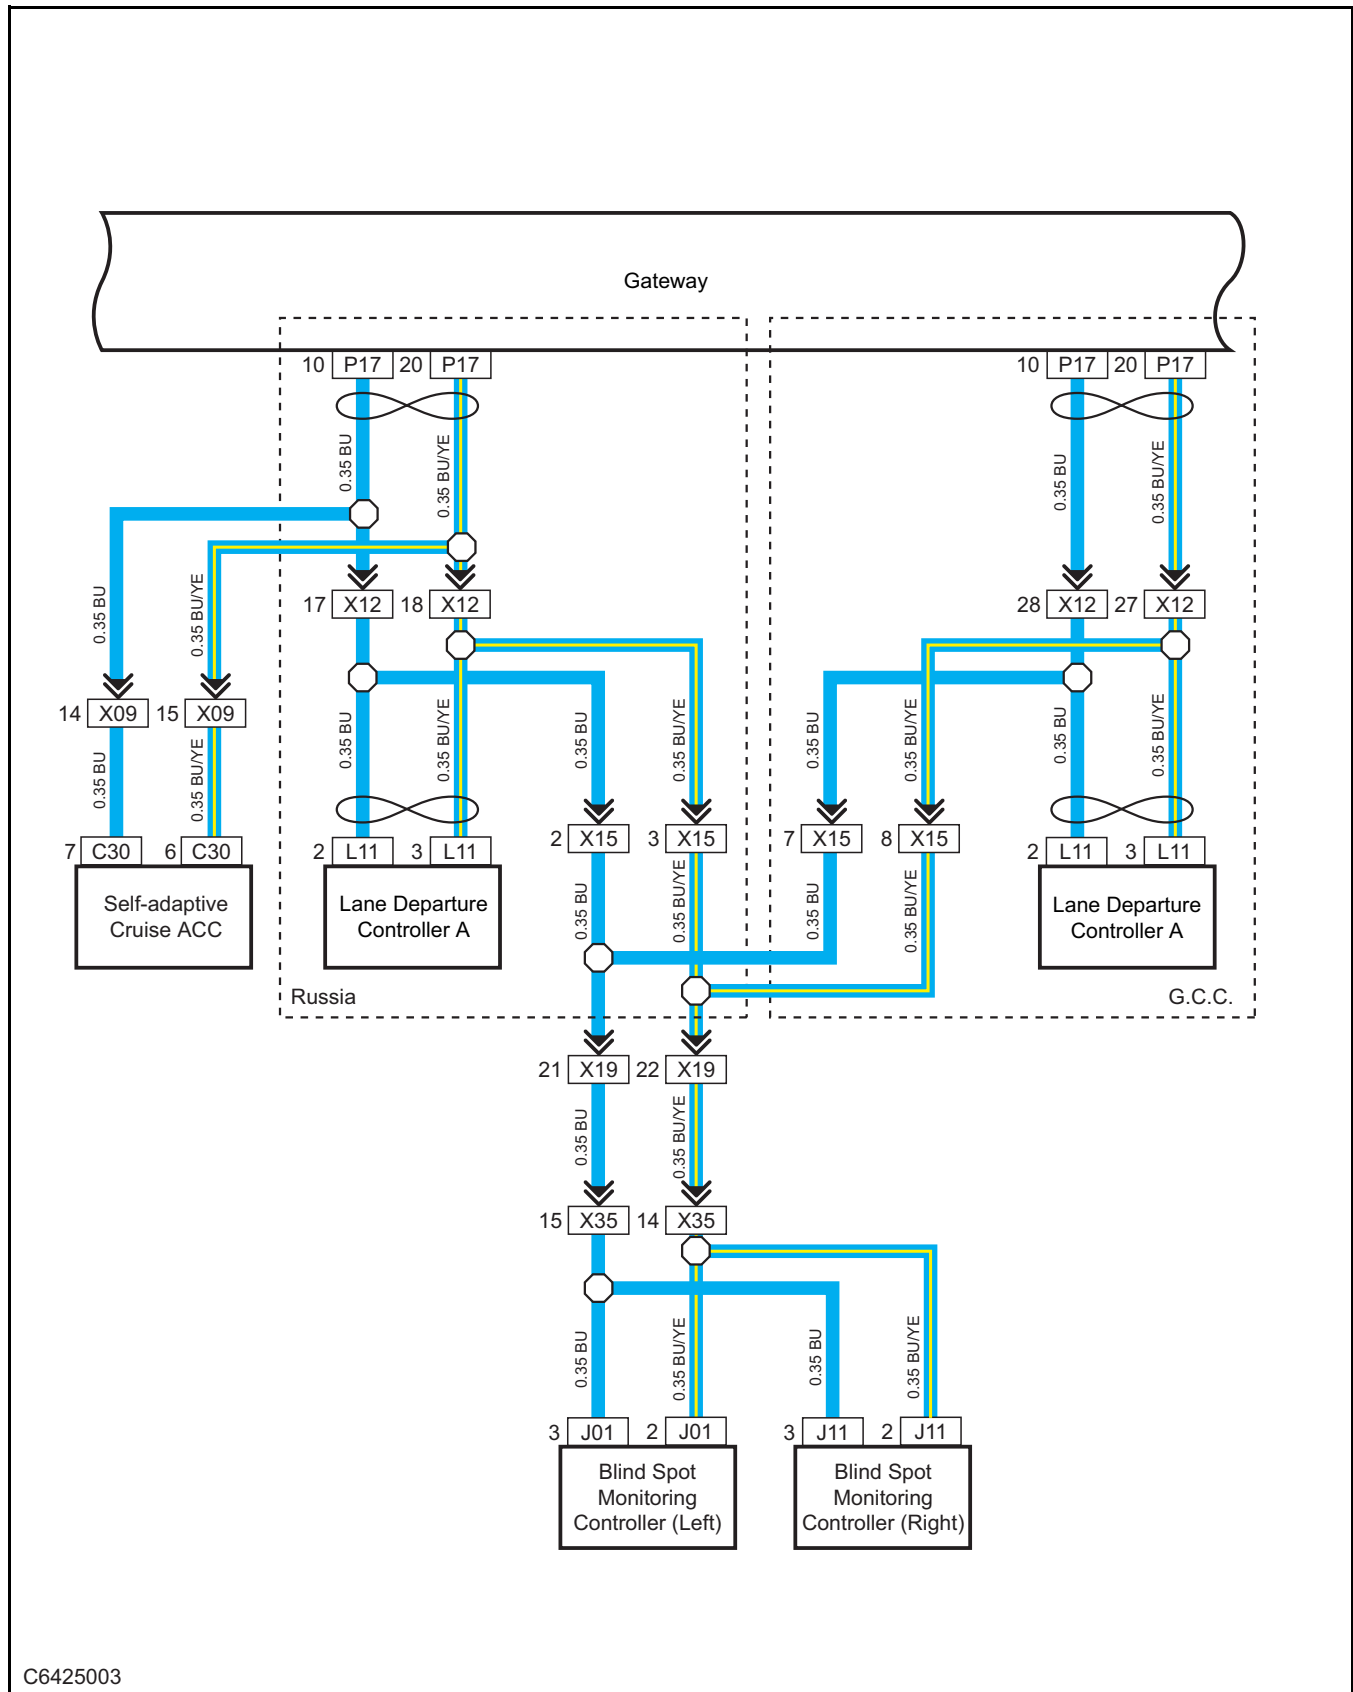 Gateway
10 P17 20 P17
10 P17 20 P17
0.35 BU
0.35 BU/YE
0.35 BU
0.35 BU/YE
0.35 BU
0.35 BU/YE
17 X12 18 X12
28 X12 27 X12
14 X09 15 X09
0.35 BU
0.35 BU/YE
0.35 BU
0.35 BU/YE
0.35 BU
0.35 BU/YE
0.35 BU
0.35 BU/YE
0.35 BU
0.35 BU/YE
2 X15 3 X15
7 X15 8 X15
7 C30 6 C30
2 L11 3 L11
2 L11 3 L11
Self-adaptive
Cruise ACC
Lane Departure
Controller A
Lane Departure
Controller A
0.35 BU
0.35 BU/YE
0.35 BU
0.35 BU/YE
Russia
G.C.C.
21 X19 22 X19
0.35 BU
0.35 BU/YE
15 X35 14 X35
0.35 BU
0.35 BU/YE
0.35 BU
0.35 BU/YE
3 J01 2 J01
3 J11 2 J11
Blind Spot
Monitoring
Controller (Left)
Blind Spot
Monitoring
Controller (Right)
C6425003